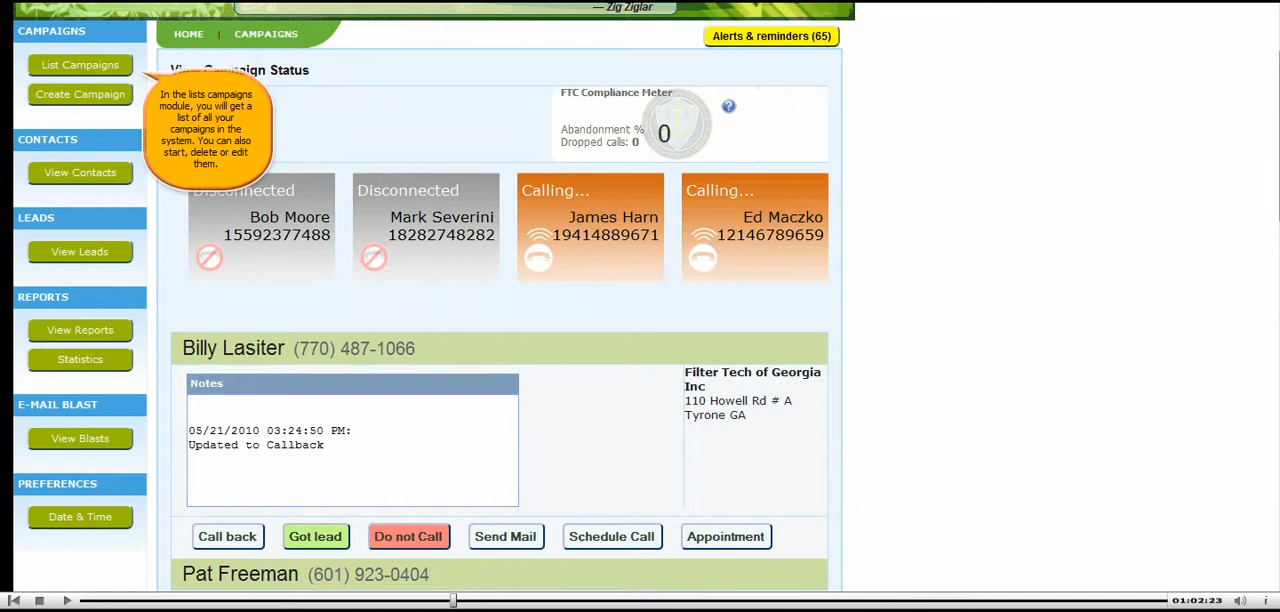 — Zig Ziglar
CAMPAIGNS
HOME | CAMPAIGNS
Alerts & reminders (65)
List Campaigns
Create Campaign
Campaign Status
In the lists campaigns
module, you will get a
list of all your
campaigns in the
system. You can also
start, delete or edit
them.
FTC Compliance Meter
Abandonment %
Dropped calls: 0
0
?
CONTACTS
View Contacts
LEADS
View Leads
REPORTS
View Reports
Statistics
E-MAIL BLAST
View Blasts
PREFERENCES
Date & Time
Disconnected
Bob Moore
15592377488
Disconnected
Mark Severini
18282748282
Calling...
James Harn
19414889671
Calling...
Ed Maczko
12146789659
Billy Lasiter (770) 487-1066
Notes
05/21/2010 03:24:50 PM:
Updated to Callback
Filter Tech of Georgia
Inc
110 Howell Rd # A
Tyrone GA
Call back
Got lead
Do not Call
Send Mail
Schedule Call
Appointment
Pat Freeman (601) 923-0404
01:02:23
i